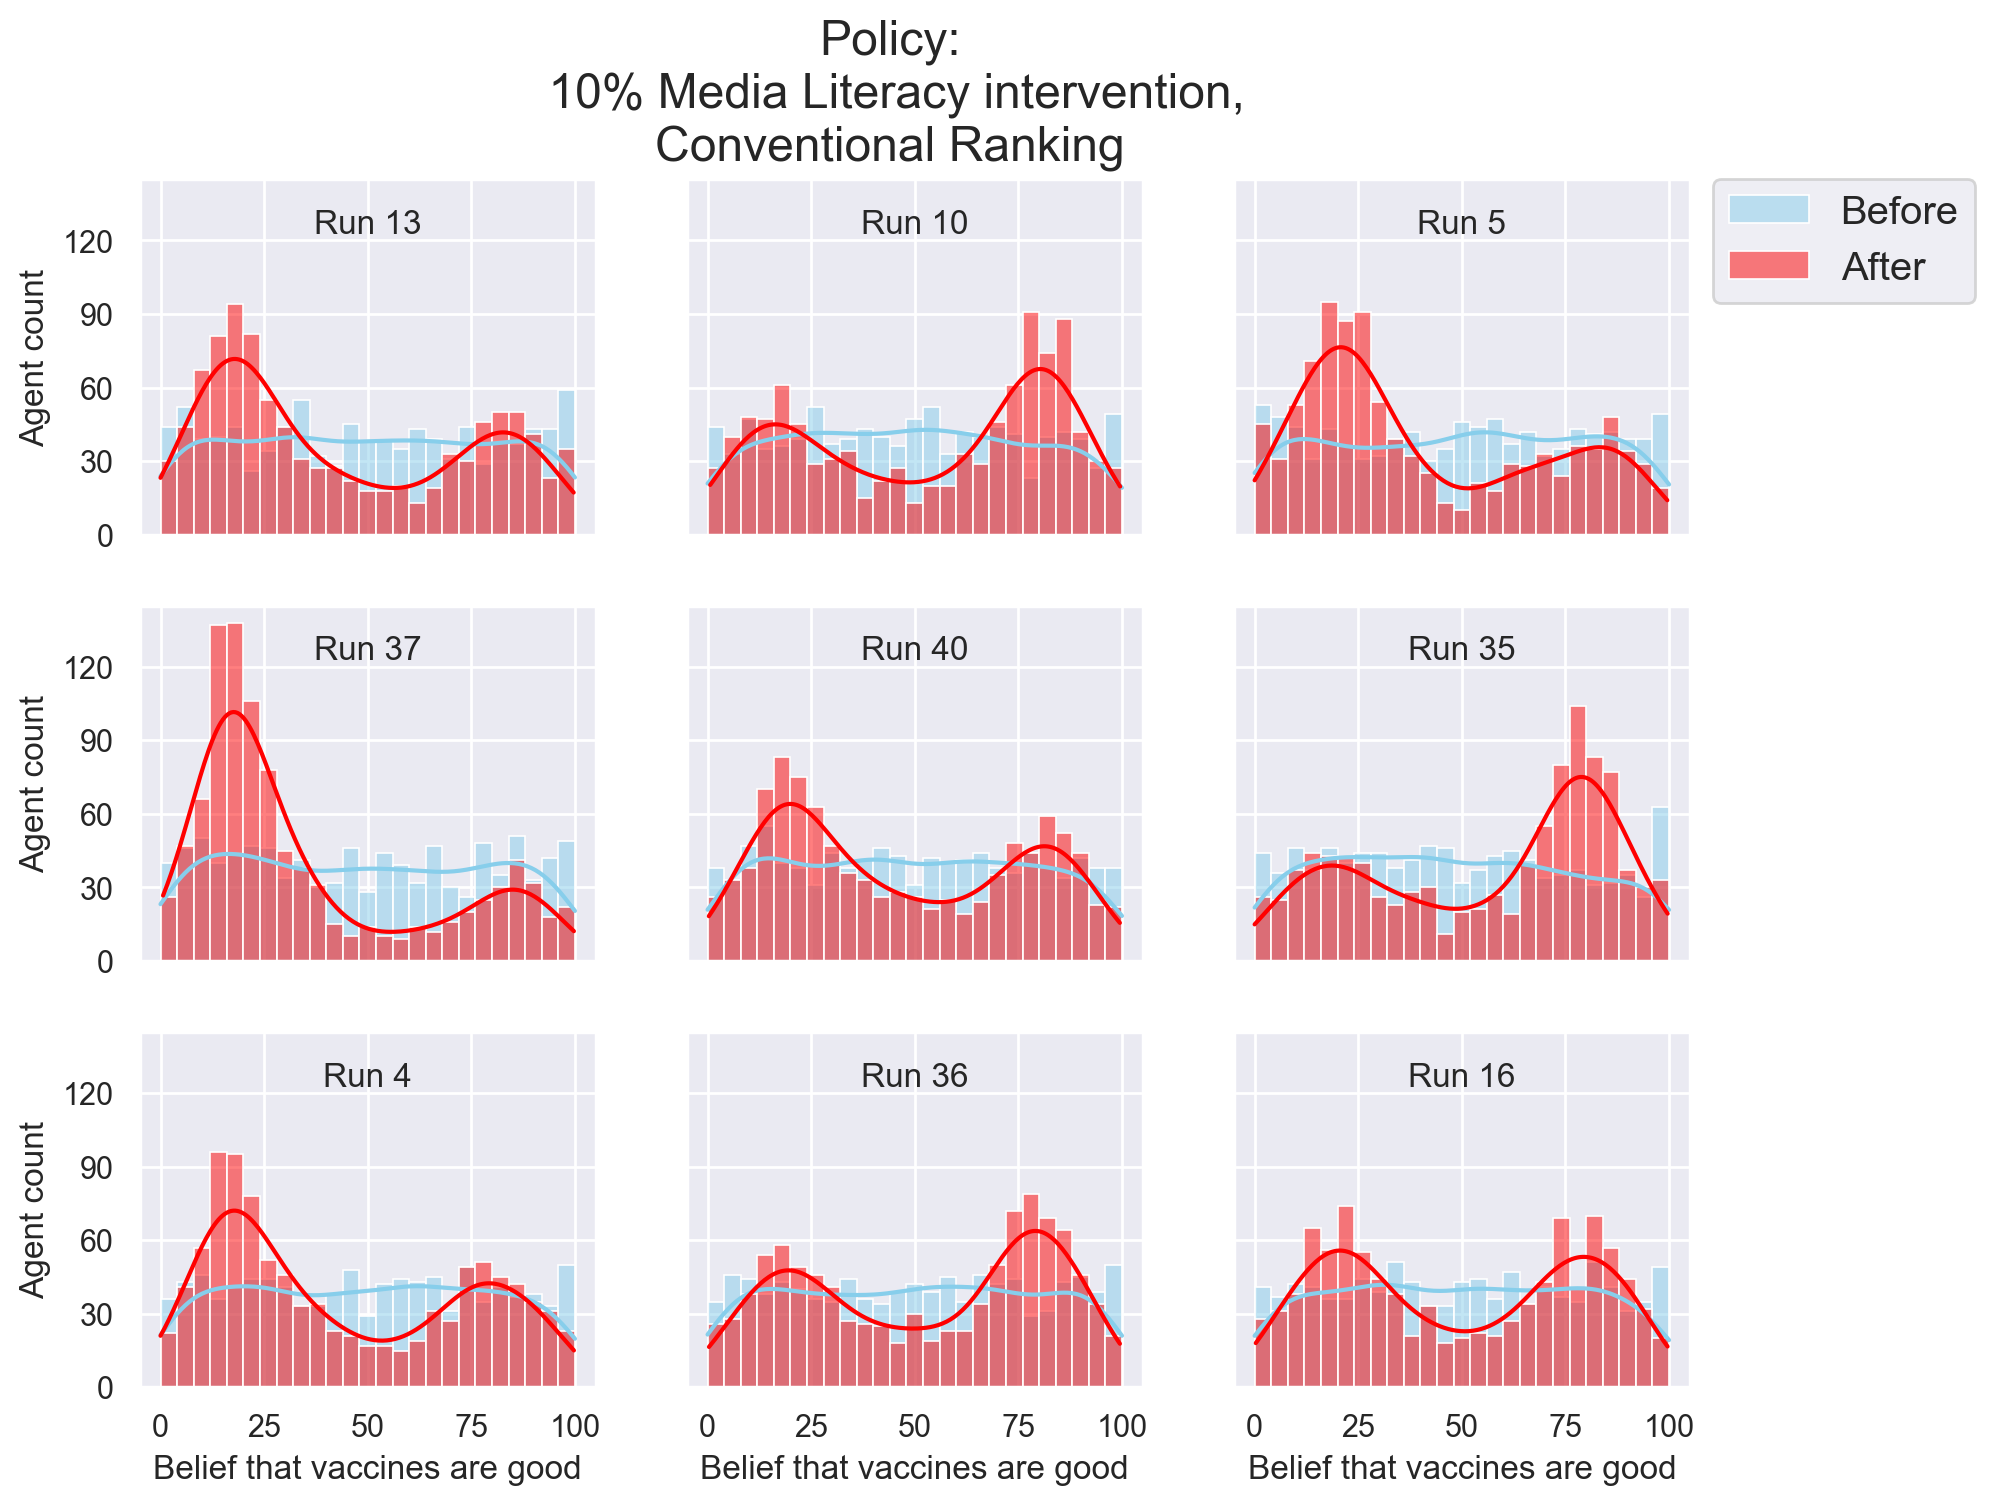 Policy:
10% Media Literacy intervention,
Conventional Ranking
Run 13
Run 10
Run 5
Before
After
Agent count
120
90
60
30
0
Run 37
Run 40
Run 35
Agent count
120
90
60
30
0
Run 4
Run 36
Run 16
Agent count
120
90
60
30
0
0 25 50 75 100
0 25 50 75 100
0 25 50 75 100
Belief that vaccines are good
Belief that vaccines are good
Belief that vaccines are good